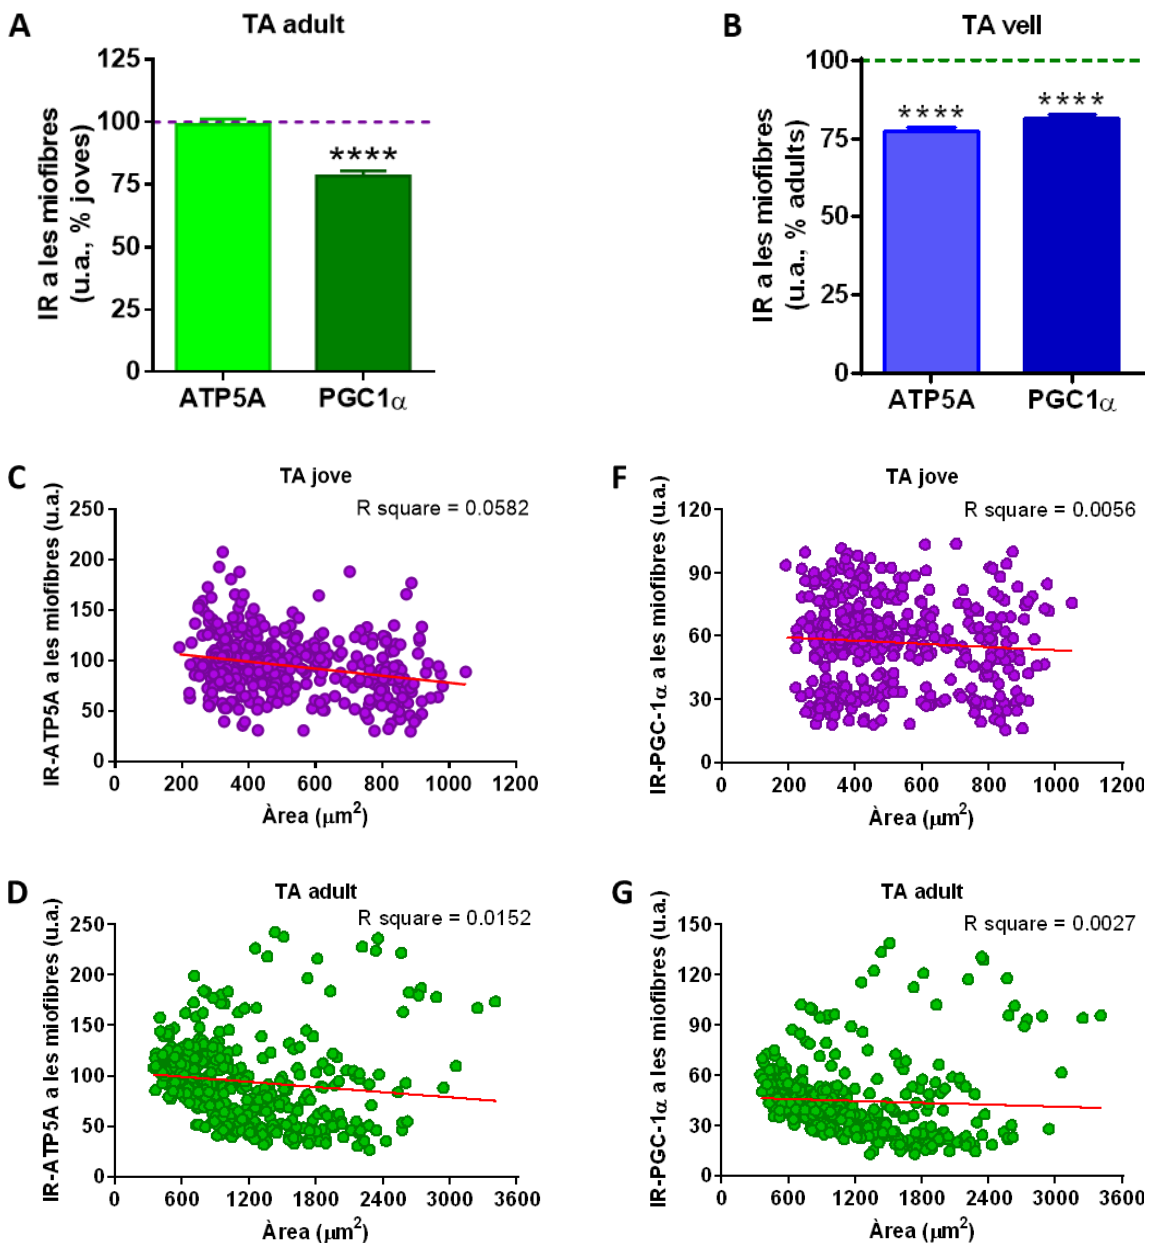 A
TA adult
IR a les miofibres
(u.a., % joves)
125
100
75
50
25
0
****
ATP5A
PGC1α
B
TA vell
IR a les miofibres
(u.a., % adults)
100
75
50
25
0
****
****
ATP5A
PGC1α
C
TA jove
R square = 0.0582
IR-ATP5A a les miofibres (u.a.)
250
200
150
100
50
0
0 200 400 600 800 1000 1200
Àrea (μm²)
F
TA jove
R square = 0.0056
IR-PGC-1α a les miofibres (u.a.)
120
90
60
30
0
0 200 400 600 800 1000 1200
Àrea (μm²)
D
TA adult
R square = 0.0152
IR-ATP5A a les miofibres (u.a.)
250
200
150
100
50
0
0 600 1200 1800 2400 3000 3600
Àrea (μm²)
G
TA adult
R square = 0.0027
IR-PGC-1α a les miofibres (u.a.)
150
120
90
60
30
0
0 600 1200 1800 2400 3000 3600
Àrea (μm²)